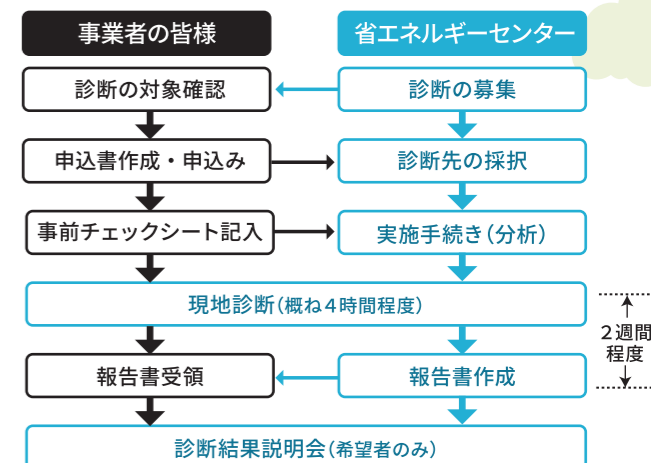 事業者の皆様
省エネルギーセンター
診断の対象確認
診断の募集
申込書作成・申込み
診断先の採択
事前チェックシート記入
実施手続き（分析）
現地診断（概ね４時間程度）
２週間
程度
報告書受領
報告書作成
診断結果説明会（希望者のみ）